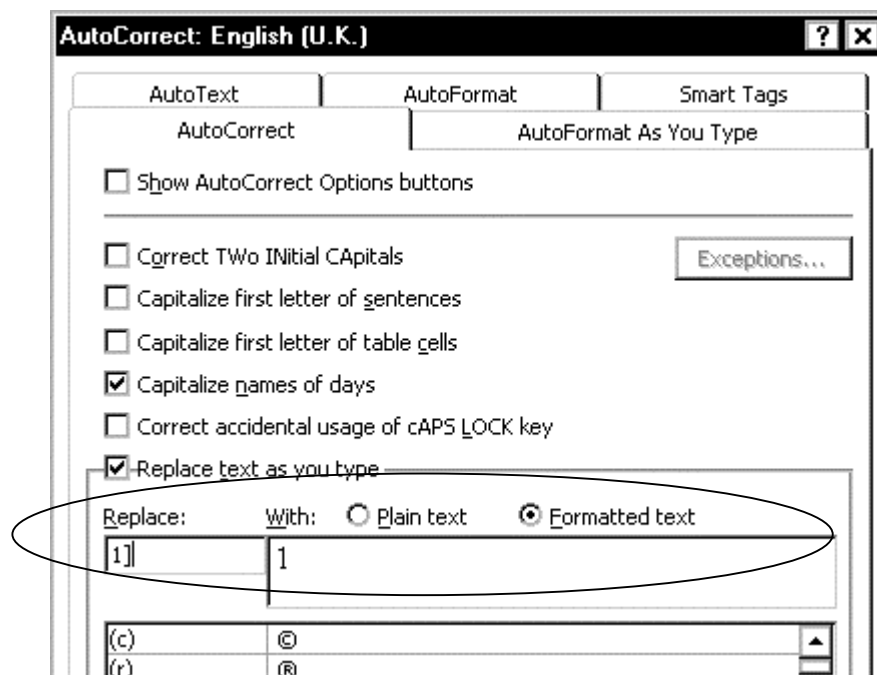 AutoCorrect: English (U.K.)
AutoText AutoFormat Smart Tags
AutoCorrect AutoFormat As You Type
Show AutoCorrect Options buttons
Correct TWo INitial CApitals Exceptions...
Capitalize first letter of sentences
Capitalize first letter of table cells
Capitalize names of days
Correct accidental usage of cAPS LOCK key
Replace text as you type
Replace: With: Plain text Formatted text
1] 1
(c) ©
(r) ®